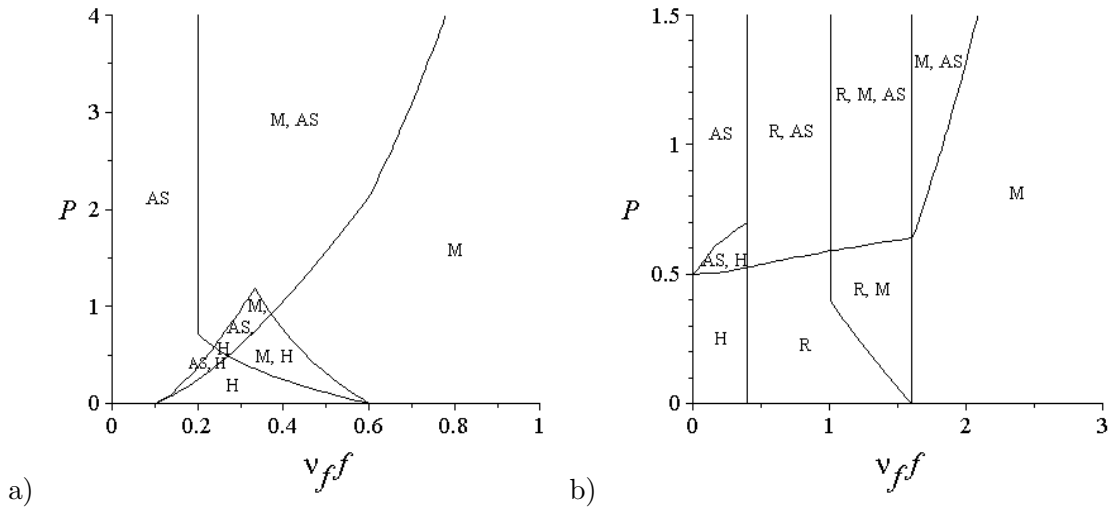 4
3
2
1
0
P
AS
M, AS
M
M,
AS,
H
AS, H
M, H
H
0
0.2
0.4
0.6
0.8
1
ν_f f
a)
1.5
1
0.5
0
P
AS
R, AS
R, M, AS
M, AS
M
AS, H
R, M
H
R
0
1
2
3
ν_f f
b)